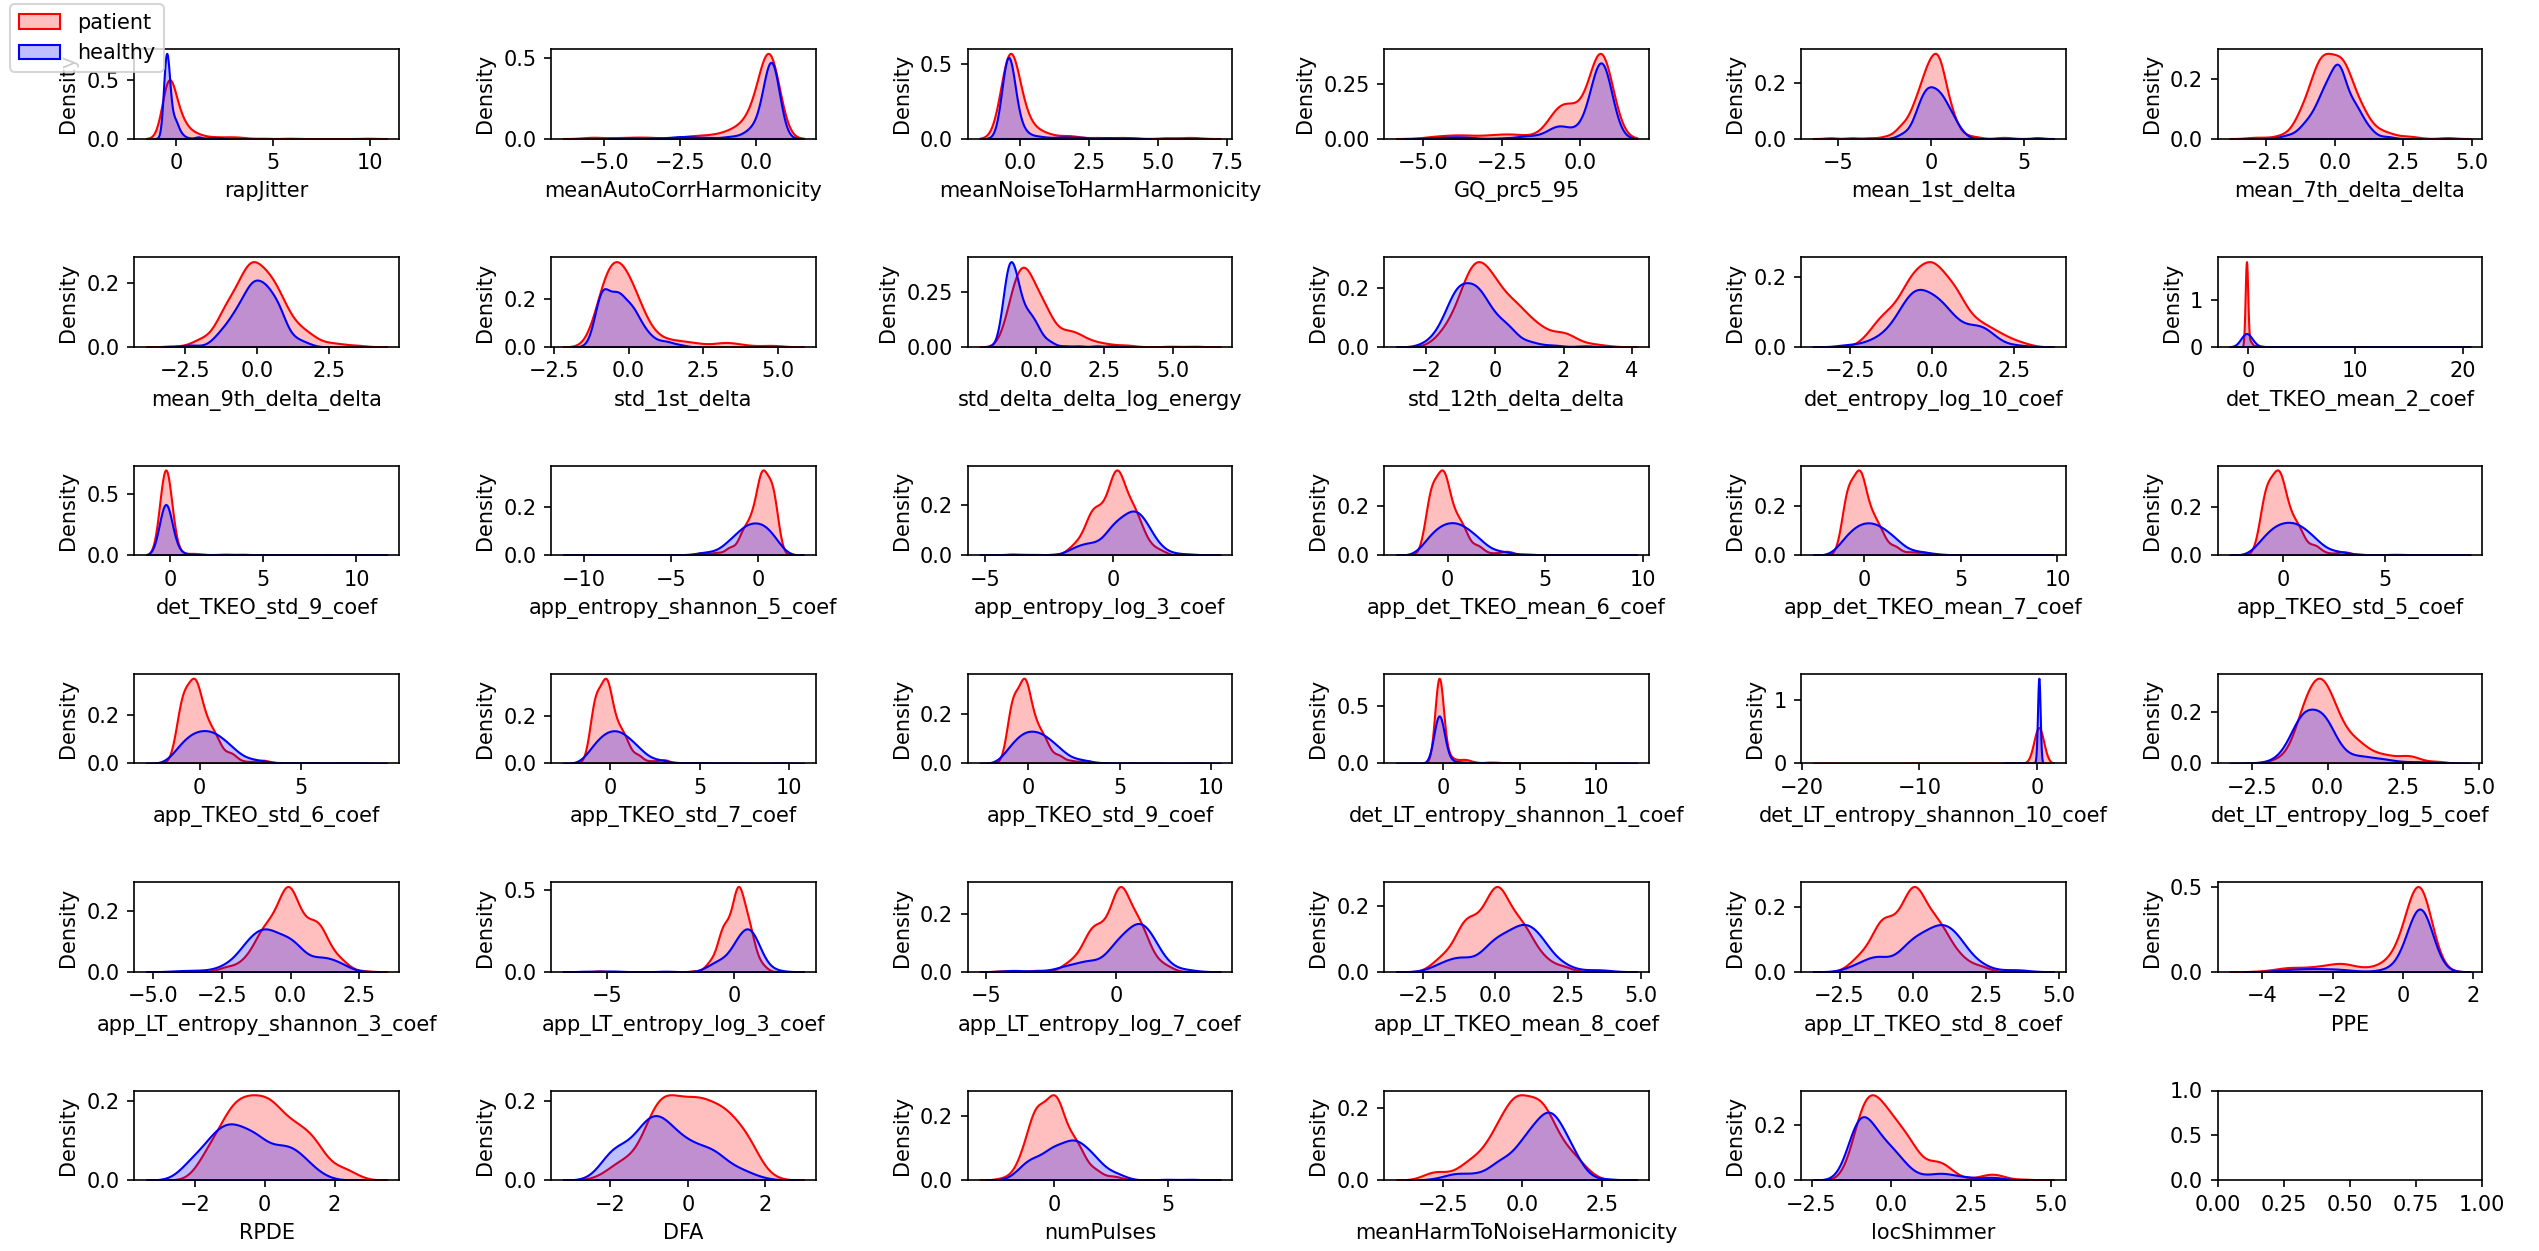 patient
healthy
Density
0.5
0.0
0 5 10
rapJitter
Density
0.5
0.0
−5.0 −2.5 0.0
meanAutoCorrHarmonicity
Density
0.5
0.0
0.0 2.5 5.0 7.5
meanNoiseToHarmHarmonicity
Density
0.25
0.00
−5.0 −2.5 0.0
GQ_prc5_95
Density
0.2
0.0
−5 0 5
mean_1st_delta
Density
0.2
0.0
−2.5 0.0 2.5 5.0
mean_7th_delta_delta
Density
0.2
0.0
−2.5 0.0 2.5
mean_9th_delta_delta
Density
0.2
0.0
−2.5 0.0 2.5 5.0
std_1st_delta
Density
0.25
0.00
0.0 2.5 5.0
std_delta_delta_log_energy
Density
0.2
0.0
−2 0 2 4
std_12th_delta_delta
Density
0.2
0.0
−2.5 0.0 2.5
det_entropy_log_10_coef
Density
1
0
0 10 20
det_TKEO_mean_2_coef
Density
0.5
0.0
0 5 10
det_TKEO_std_9_coef
Density
0.2
0.0
−10 −5 0
app_entropy_shannon_5_coef
Density
0.2
0.0
−5 0
app_entropy_log_3_coef
Density
0.2
0.0
0 5 10
app_det_TKEO_mean_6_coef
Density
0.2
0.0
0 5 10
app_det_TKEO_mean_7_coef
Density
0.2
0.0
0 5
app_TKEO_std_5_coef
Density
0.2
0.0
0 5
app_TKEO_std_6_coef
Density
0.2
0.0
0 5 10
app_TKEO_std_7_coef
Density
0.2
0.0
0 5 10
app_TKEO_std_9_coef
Density
0.5
0.0
0 5 10
det_LT_entropy_shannon_1_coef
Density
1
0
−20 −10 0
det_LT_entropy_shannon_10_coef
Density
0.2
0.0
−2.5 0.0 2.5 5.0
det_LT_entropy_log_5_coef
Density
0.2
0.0
−5.0 −2.5 0.0 2.5
app_LT_entropy_shannon_3_coef
Density
0.5
0.0
−5 0
app_LT_entropy_log_3_coef
Density
0.2
0.0
−5 0
app_LT_entropy_log_7_coef
Density
0.2
0.0
−2.5 0.0 2.5 5.0
app_LT_TKEO_mean_8_coef
Density
0.2
0.0
−2.5 0.0 2.5 5.0
app_LT_TKEO_std_8_coef
Density
0.5
0.0
−4 −2 0 2
PPE
Density
0.2
0.0
−2 0 2
RPDE
Density
0.2
0.0
−2 0 2
DFA
Density
0.2
0.0
0 5
numPulses
Density
0.2
0.0
−2.5 0.0 2.5
meanHarmToNoiseHarmonicity
Density
0.2
0.0
−2.5 0.0 2.5 5.0
locShimmer
1.0
0.5
0.0
0.00 0.25 0.50 0.75 1.00